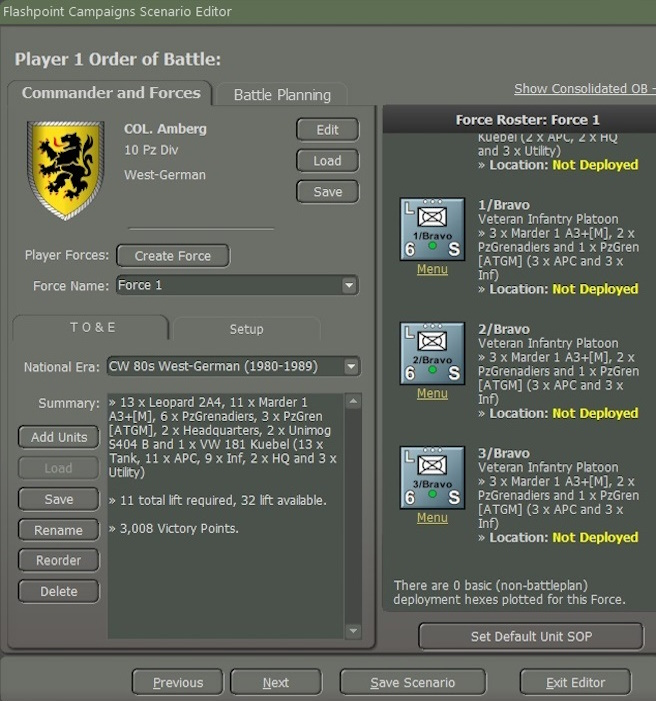 Flashpoint Campaigns Scenario Editor
Player 1 Order of Battle:
Commander and Forces
Battle Planning
Show Consolidated OB -
COL. Amberg
10 Pz Div
West-German
Edit
Load
Save
Player Forces:
Create Force
Force Name:
Force 1
T O & E
Setup
National Era:
CW 80s West-German (1980-1989)
Summary:
» 13 x Leopard 2A4, 11 x Marder 1
A3+[M], 6 x PzGrenadiers, 3 x PzGren
[ATGM], 2 x Headquarters, 2 x Unimog
S404 B and 1 x VW 181 Kuebel (13 x
Tank, 11 x APC, 9 x Inf, 2 x HQ and 3 x
Utility)
» 11 total lift required, 32 lift available.
» 3,008 Victory Points.
Add Units
Load
Save
Rename
Reorder
Delete
Force Roster: Force 1
Kuebel (2 x APC, 2 x HQ
and 3 x Utility)
» Location: Not Deployed
L
1/Bravo
6 S
Menu
1/Bravo
Veteran Infantry Platoon
» 3 x Marder 1 A3+[M], 2 x
PzGrenadiers and 1 x PzGren
[ATGM] (3 x APC and 3 x
Inf)
» Location: Not Deployed
L
2/Bravo
6 S
Menu
2/Bravo
Veteran Infantry Platoon
» 3 x Marder 1 A3+[M], 2 x
PzGrenadiers and 1 x PzGren
[ATGM] (3 x APC and 3 x
Inf)
» Location: Not Deployed
L
3/Bravo
6 S
Menu
3/Bravo
Veteran Infantry Platoon
» 3 x Marder 1 A3+[M], 2 x
PzGrenadiers and 1 x PzGren
[ATGM] (3 x APC and 3 x
Inf)
» Location: Not Deployed
There are 0 basic (non-battleplan)
deployment hexes plotted for this Force.
Set Default Unit SOP
Previous
Next
Save Scenario
Exit Editor